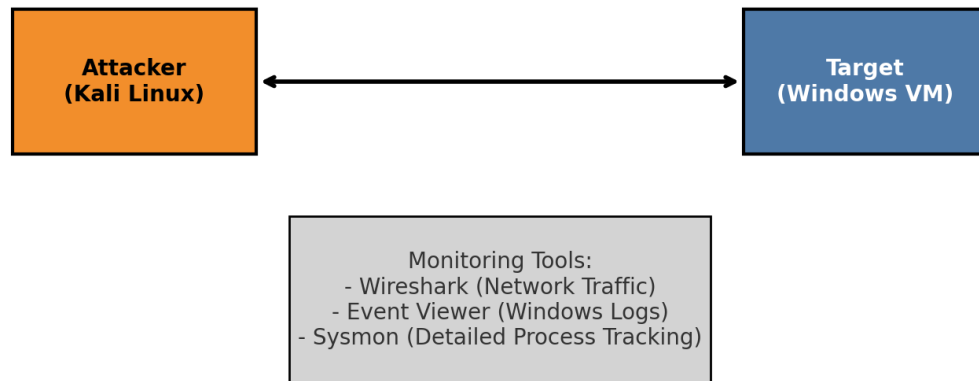 Attacker
(Kali Linux)
Target
(Windows VM)
Monitoring Tools:
- Wireshark (Network Traffic)
- Event Viewer (Windows Logs)
- Sysmon (Detailed Process Tracking)